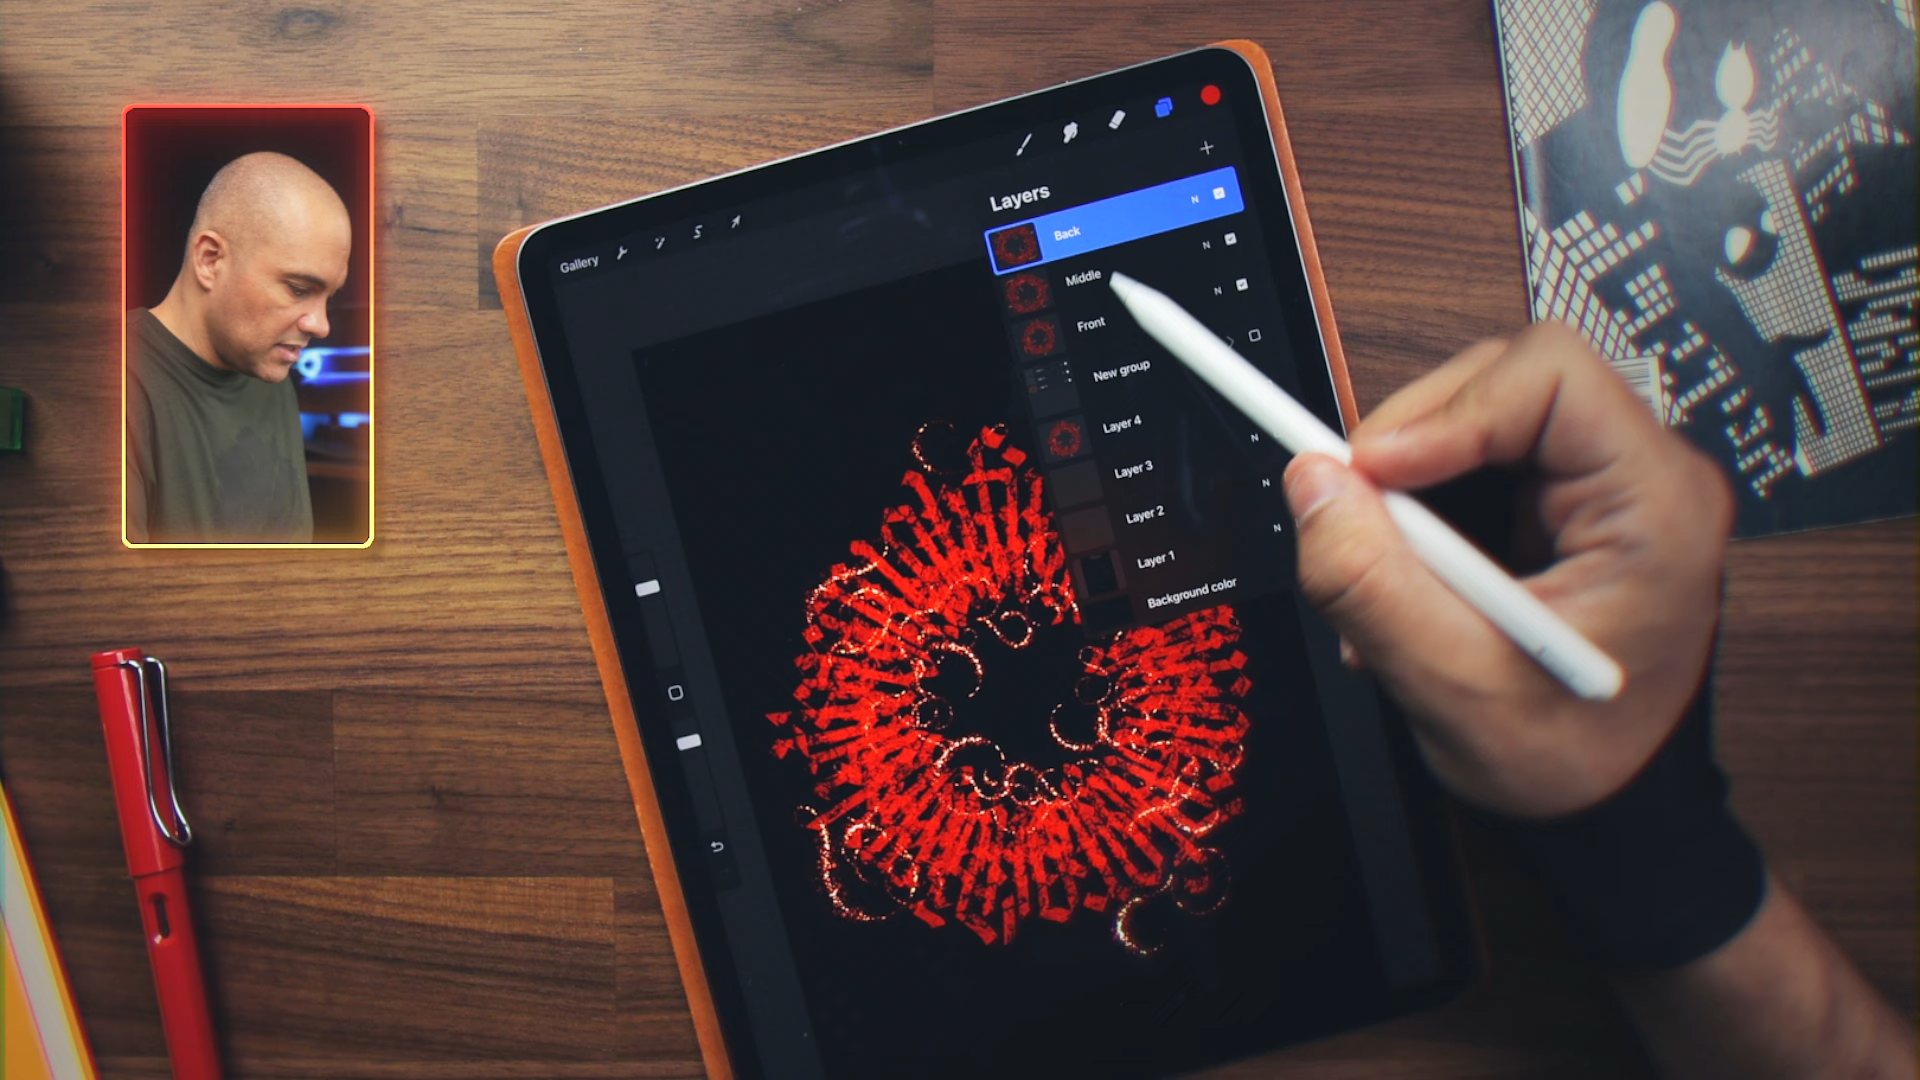 Gallery
S
Layers
Back N
Middle N
Front N
New group
Layer 4
Layer 3 N
Layer 2 N
Layer 1 N
Background color